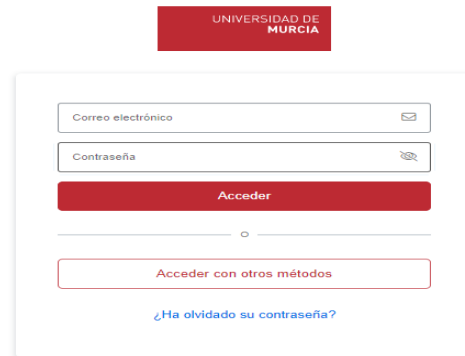 UNIVERSIDAD DE
MURCIA
Correo electrónico
Contraseña
Acceder
O
Acceder con otros métodos
¿Ha olvidado su contraseña?